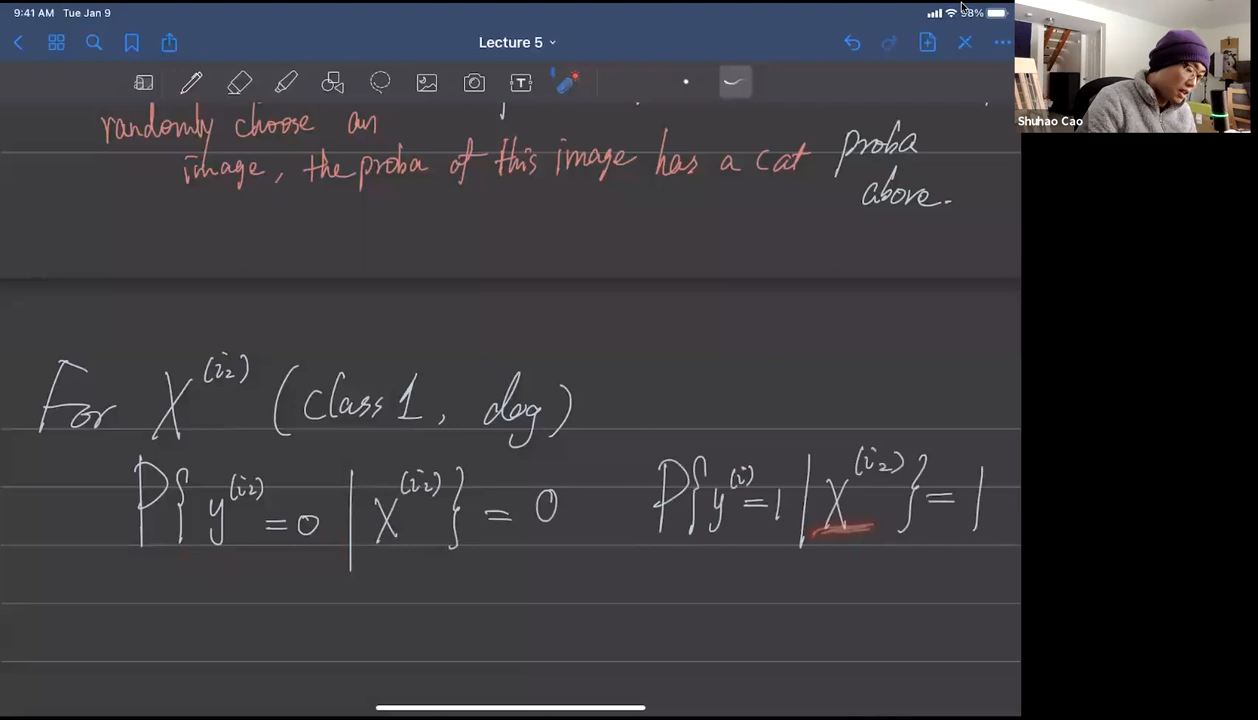 9:41 AM Tue Jan 9
98%
Lecture 5
T
Shuhao Cao
randomly choose an
image, the proba of this image has a cat
proba
above.
For X^(i₂) (Class 1, dog)
P{ y^(i₂) = 0 | X^(i₂) } = 0
P{ y^(i) = 1 | X^(i₂) } = 1